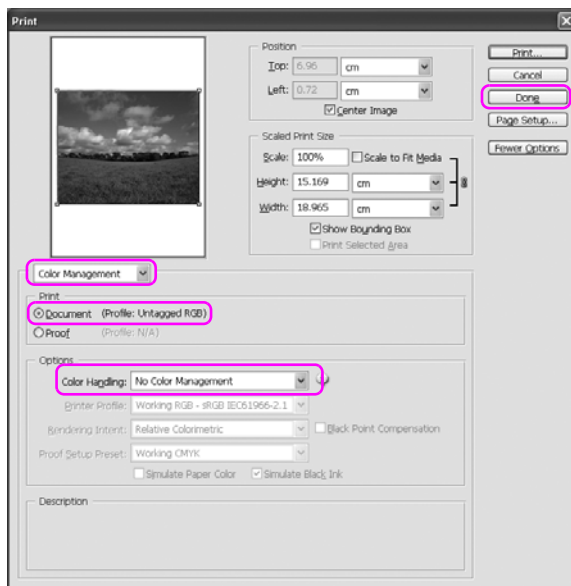 Print
Position
Top: 6.96 cm
Left: 0.72 cm
Center Image
Scaled Print Size
Scale: 100% Scale to Fit Media
Height: 15.169 cm
Width: 18.965 cm
Show Bounding Box
Print Selected Area
Print...
Cancel
Done
Page Setup...
Fewer Options
Color Management
Print
Document (Profile: Untagged RGB)
Proof (Profile: N/A)
Options
Color Handling: No Color Management
Printer Profile: Working RGB - sRGB IEC61966-2.1
Rendering Intent: Relative Colorimetric Black Point Compensation
Proof Setup Preset: Working CMYK
Simulate Paper Color Simulate Black Ink
Description